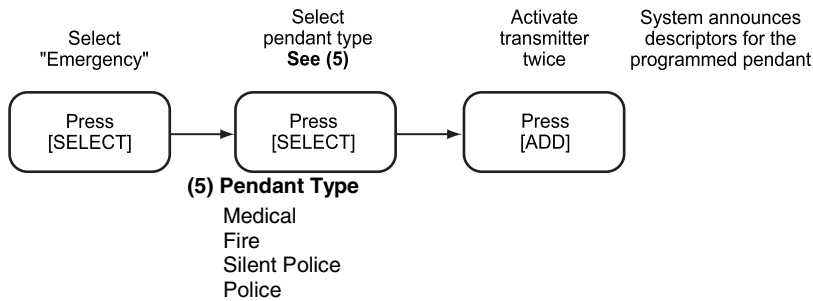 Select
"Emergency"
Select
pendant type
See (5)
Activate
transmitter
twice
System announces
descriptors for the
programmed pendant
Press
[SELECT]
Press
[SELECT]
Press
[ADD]
(5) Pendant Type
Medical
Fire
Silent Police
Police